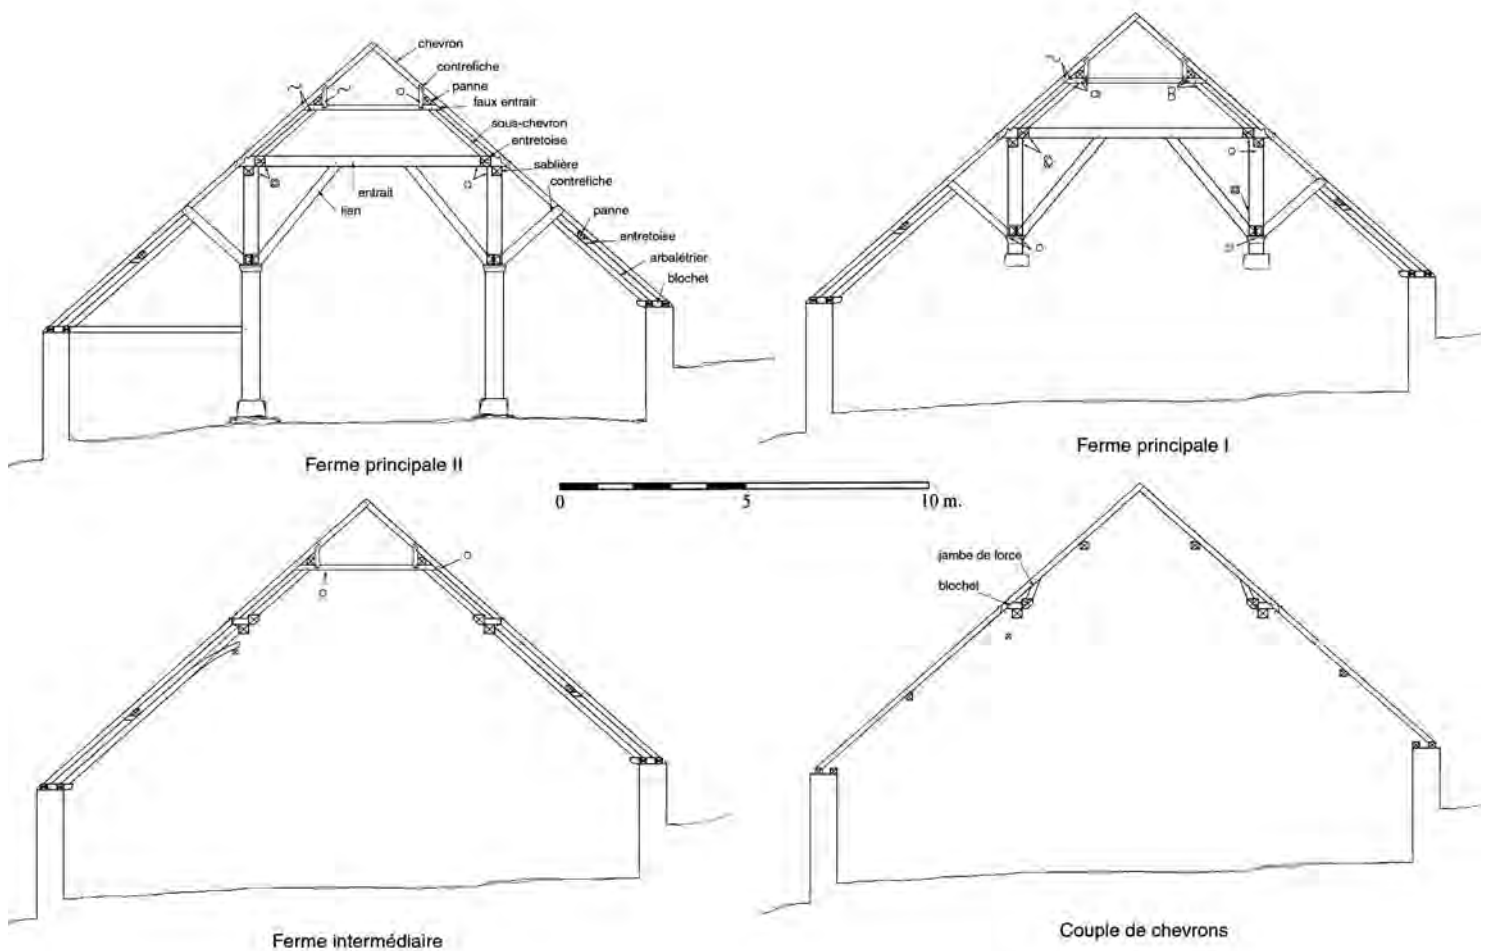 chevron
contrefiche
panne
faux entrait
sous-chevron
entretoise
sablière
contrefiche
entrait
lien
panne
entretoise
arbalétrier
blochet
Ferme principale II
Ferme principale I
0 5 10 m.
jambe de force
blochet
Ferme intermédiaire
Couple de chevrons